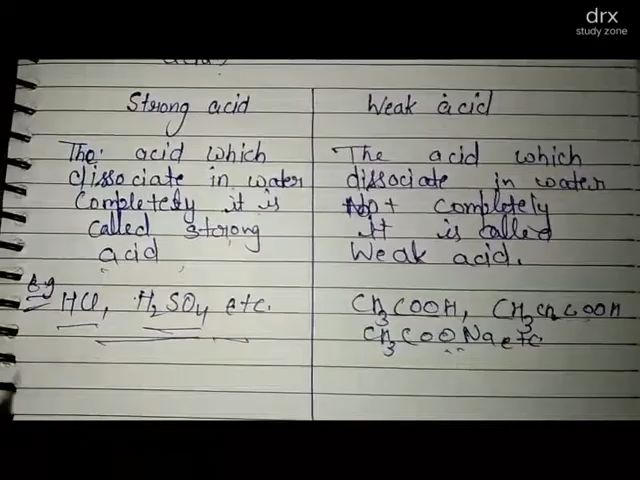 drx
study zone
Strong acid
The acid which
dissociate in water
Completely it is
called strong
acid
e.g HCl, H2SO4 etc.
Weak acid
The acid which
dissociate in water
Not completely
It is called
Weak acid.
CH3COOH, CH3CH2COOH
CH3COONa etc